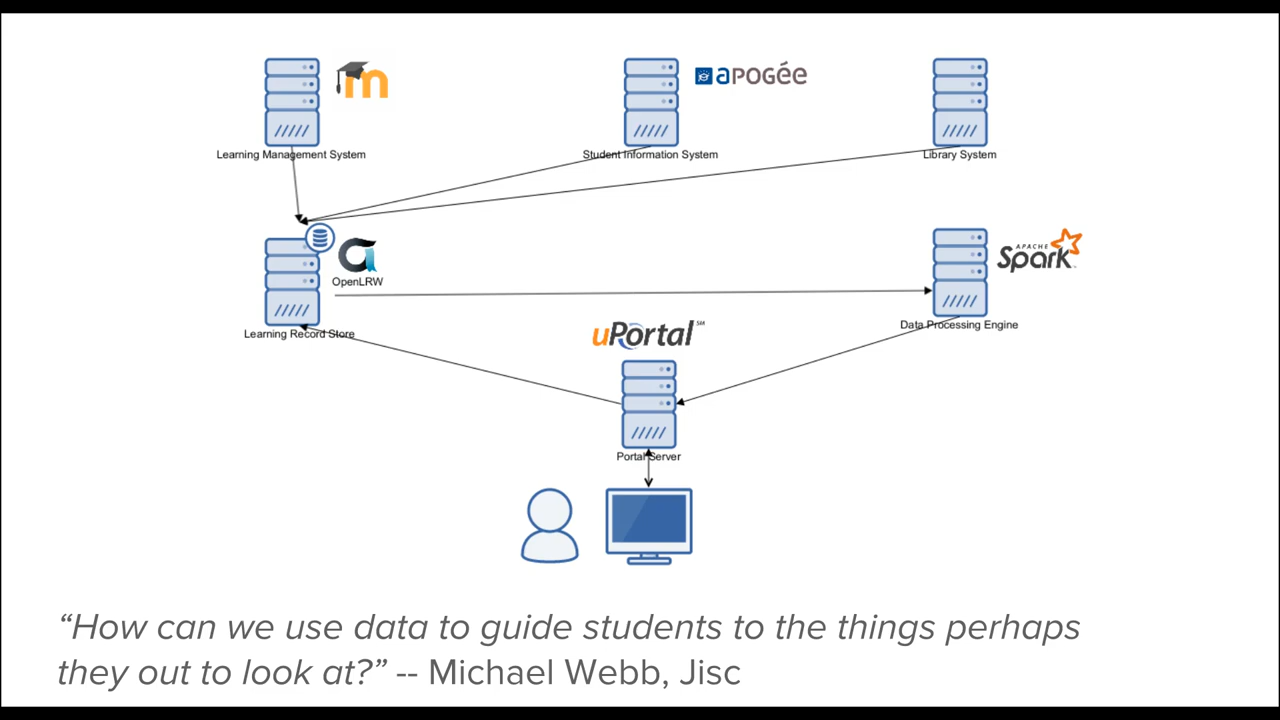 m
APOGÉE
Learning Management System
Student Information System
Library System
OpenLRW
APACHE
Spark™
Learning Record Store
Data Processing Engine
uPortal℠
Portal Server
“How can we use data to guide students to the things perhaps
they out to look at?” -- Michael Webb, Jisc